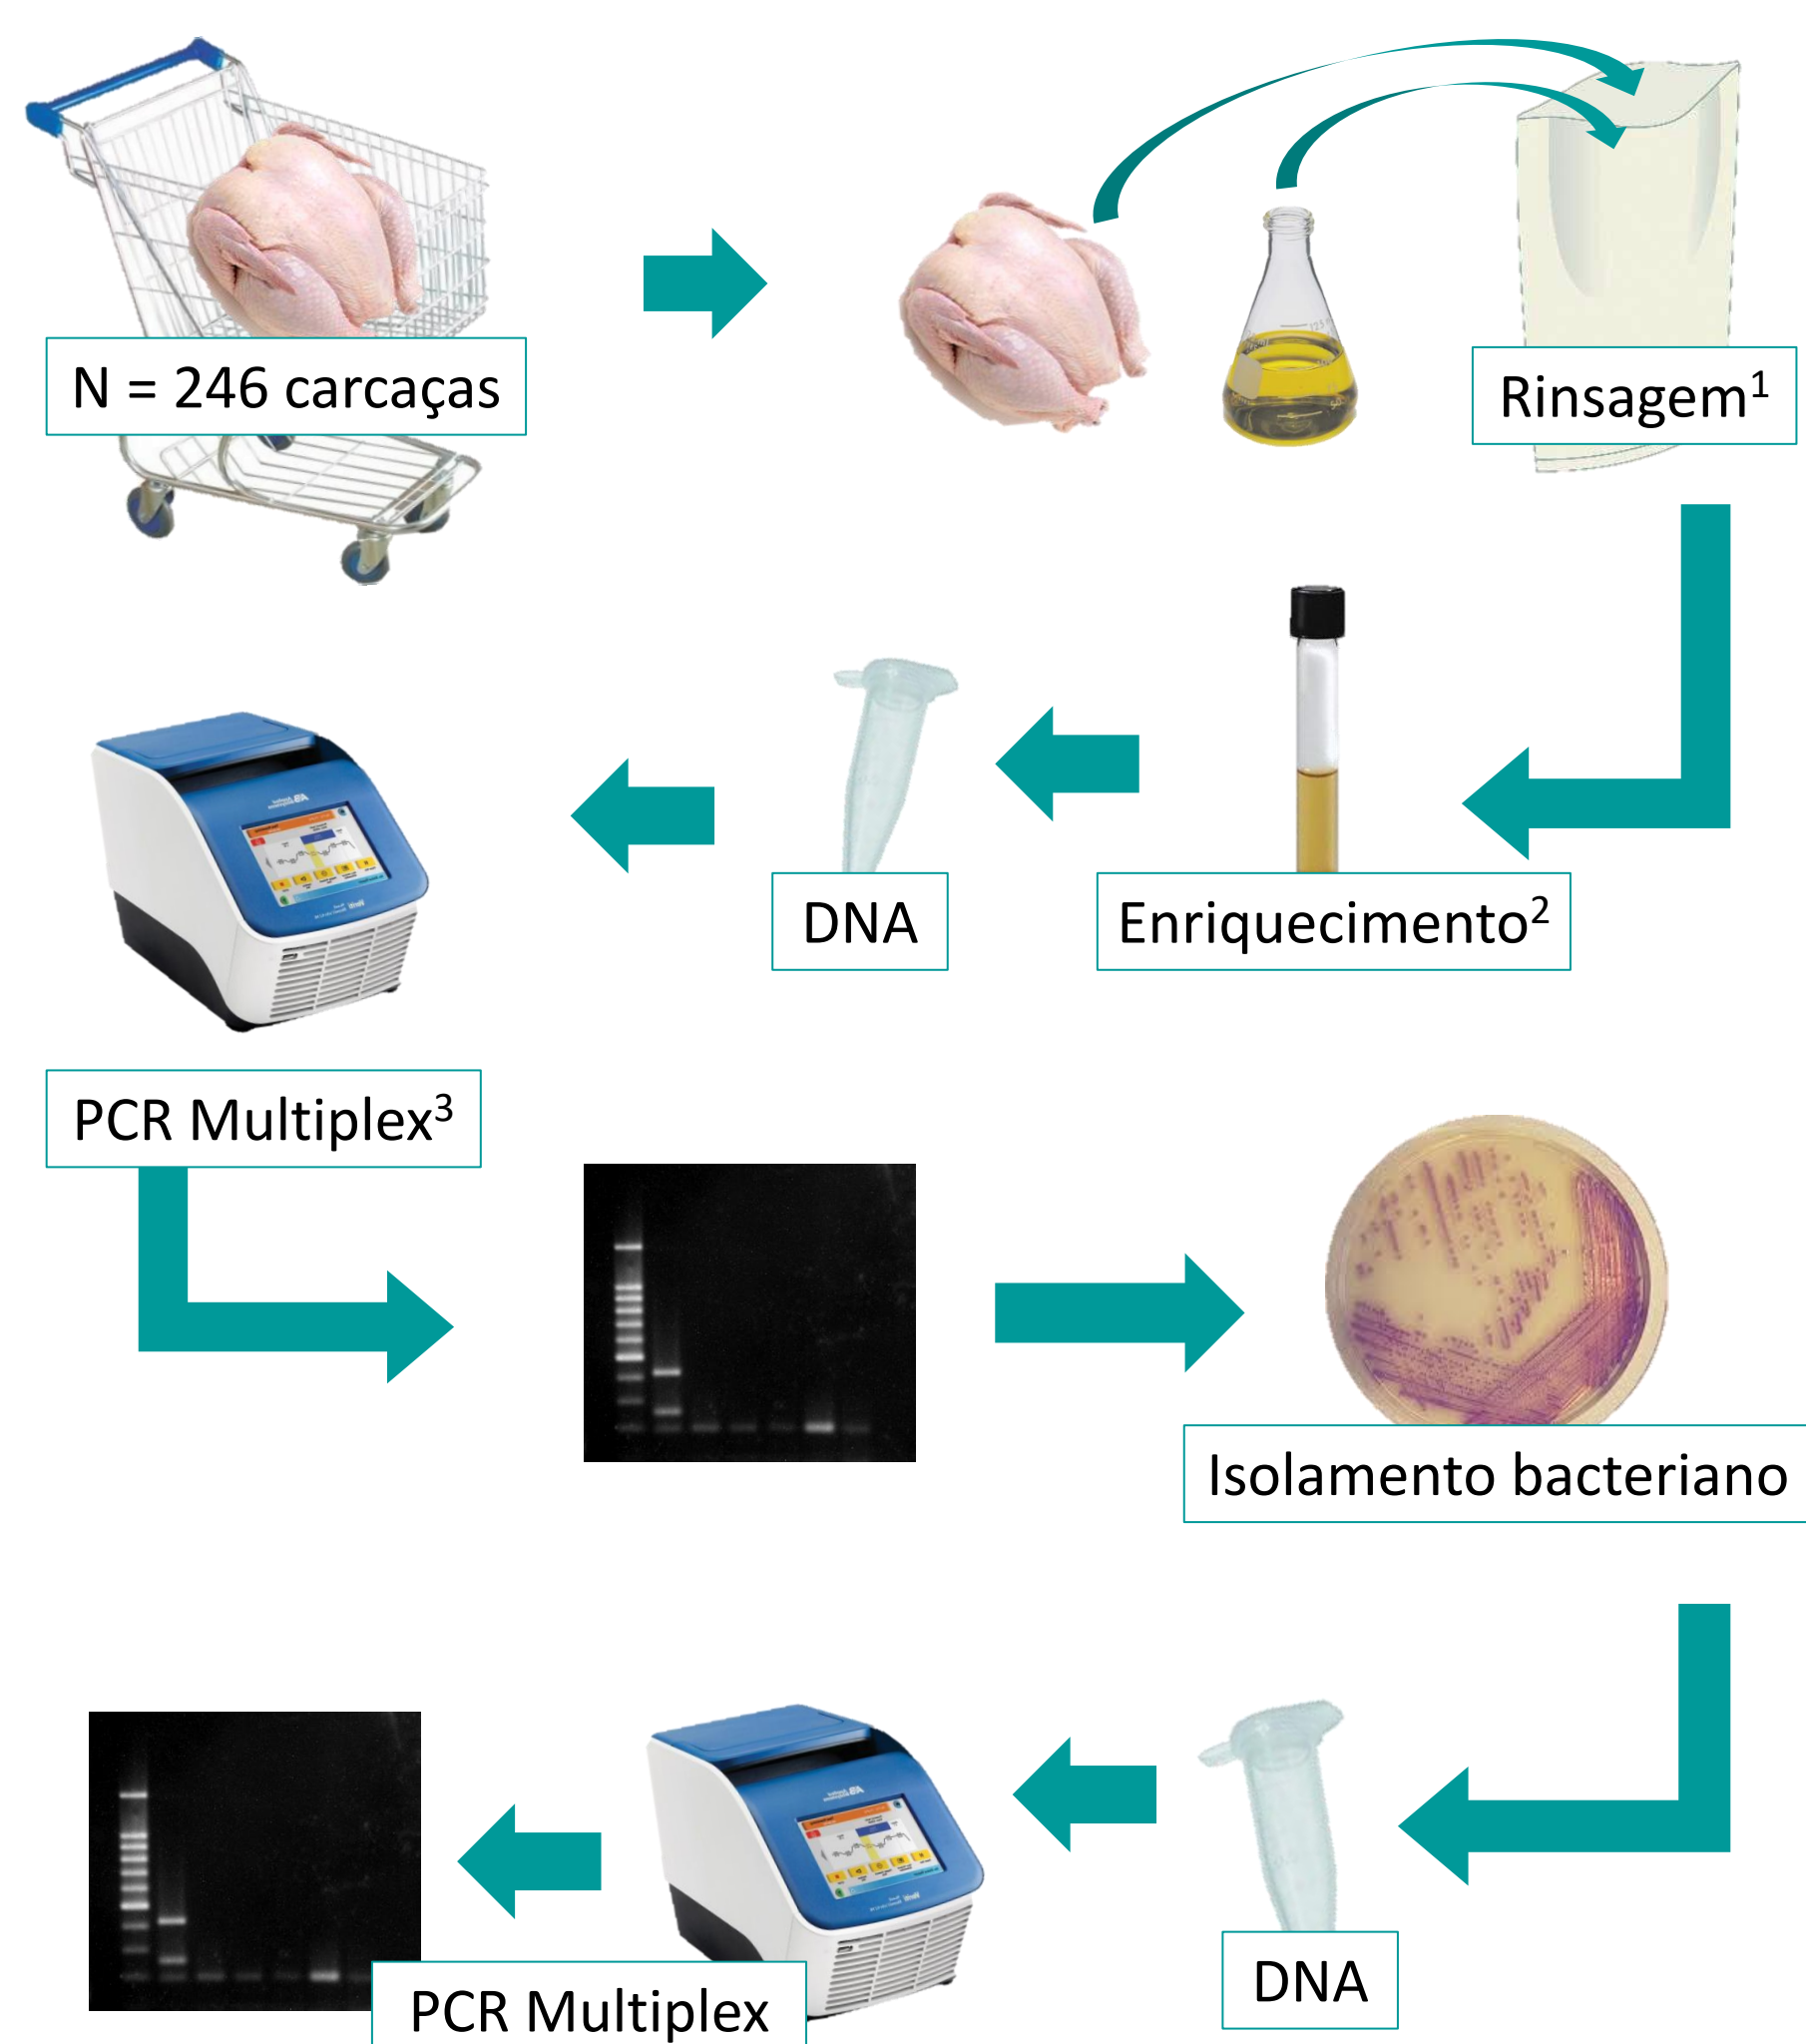 N = 246 carcaças
Rinsagem¹
DNA
Enriquecimento²
PCR Multiplex³
Isolamento bacteriano
DNA
PCR Multiplex